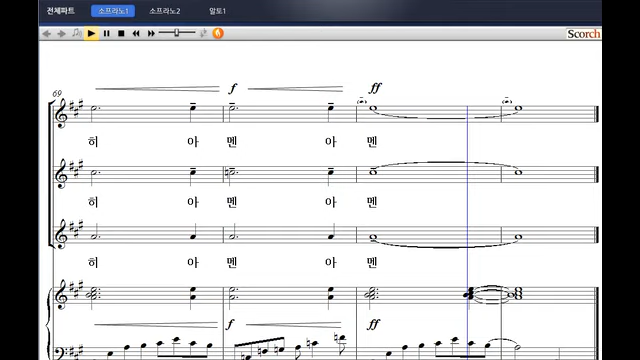 전체파트 소프라노1 소프라노2 알토1
Scorch
69
f ff
히 아 멘 아 멘
히 아 멘 아 멘
히 아 멘 아 멘
f ff